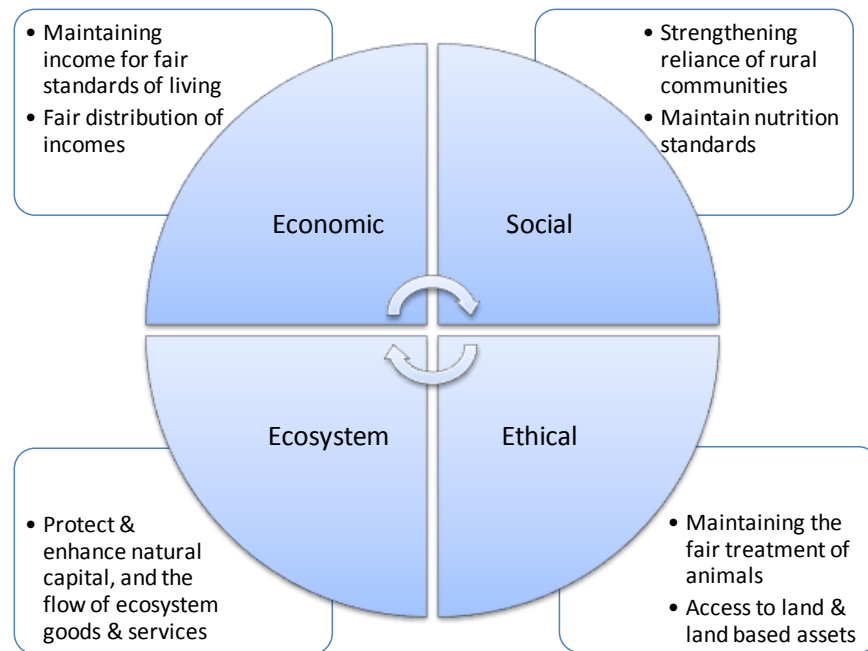 • Maintaining
income for fair
standards of living
• Fair distribution of
incomes
• Strengthening
reliance of rural
communities
• Maintain nutrition
standards
Economic
Social
Ecosystem
Ethical
• Protect &
enhance natural
capital, and the
flow of ecosystem
goods & services
• Maintaining the
fair treatment of
animals
• Access to land &
land based assets